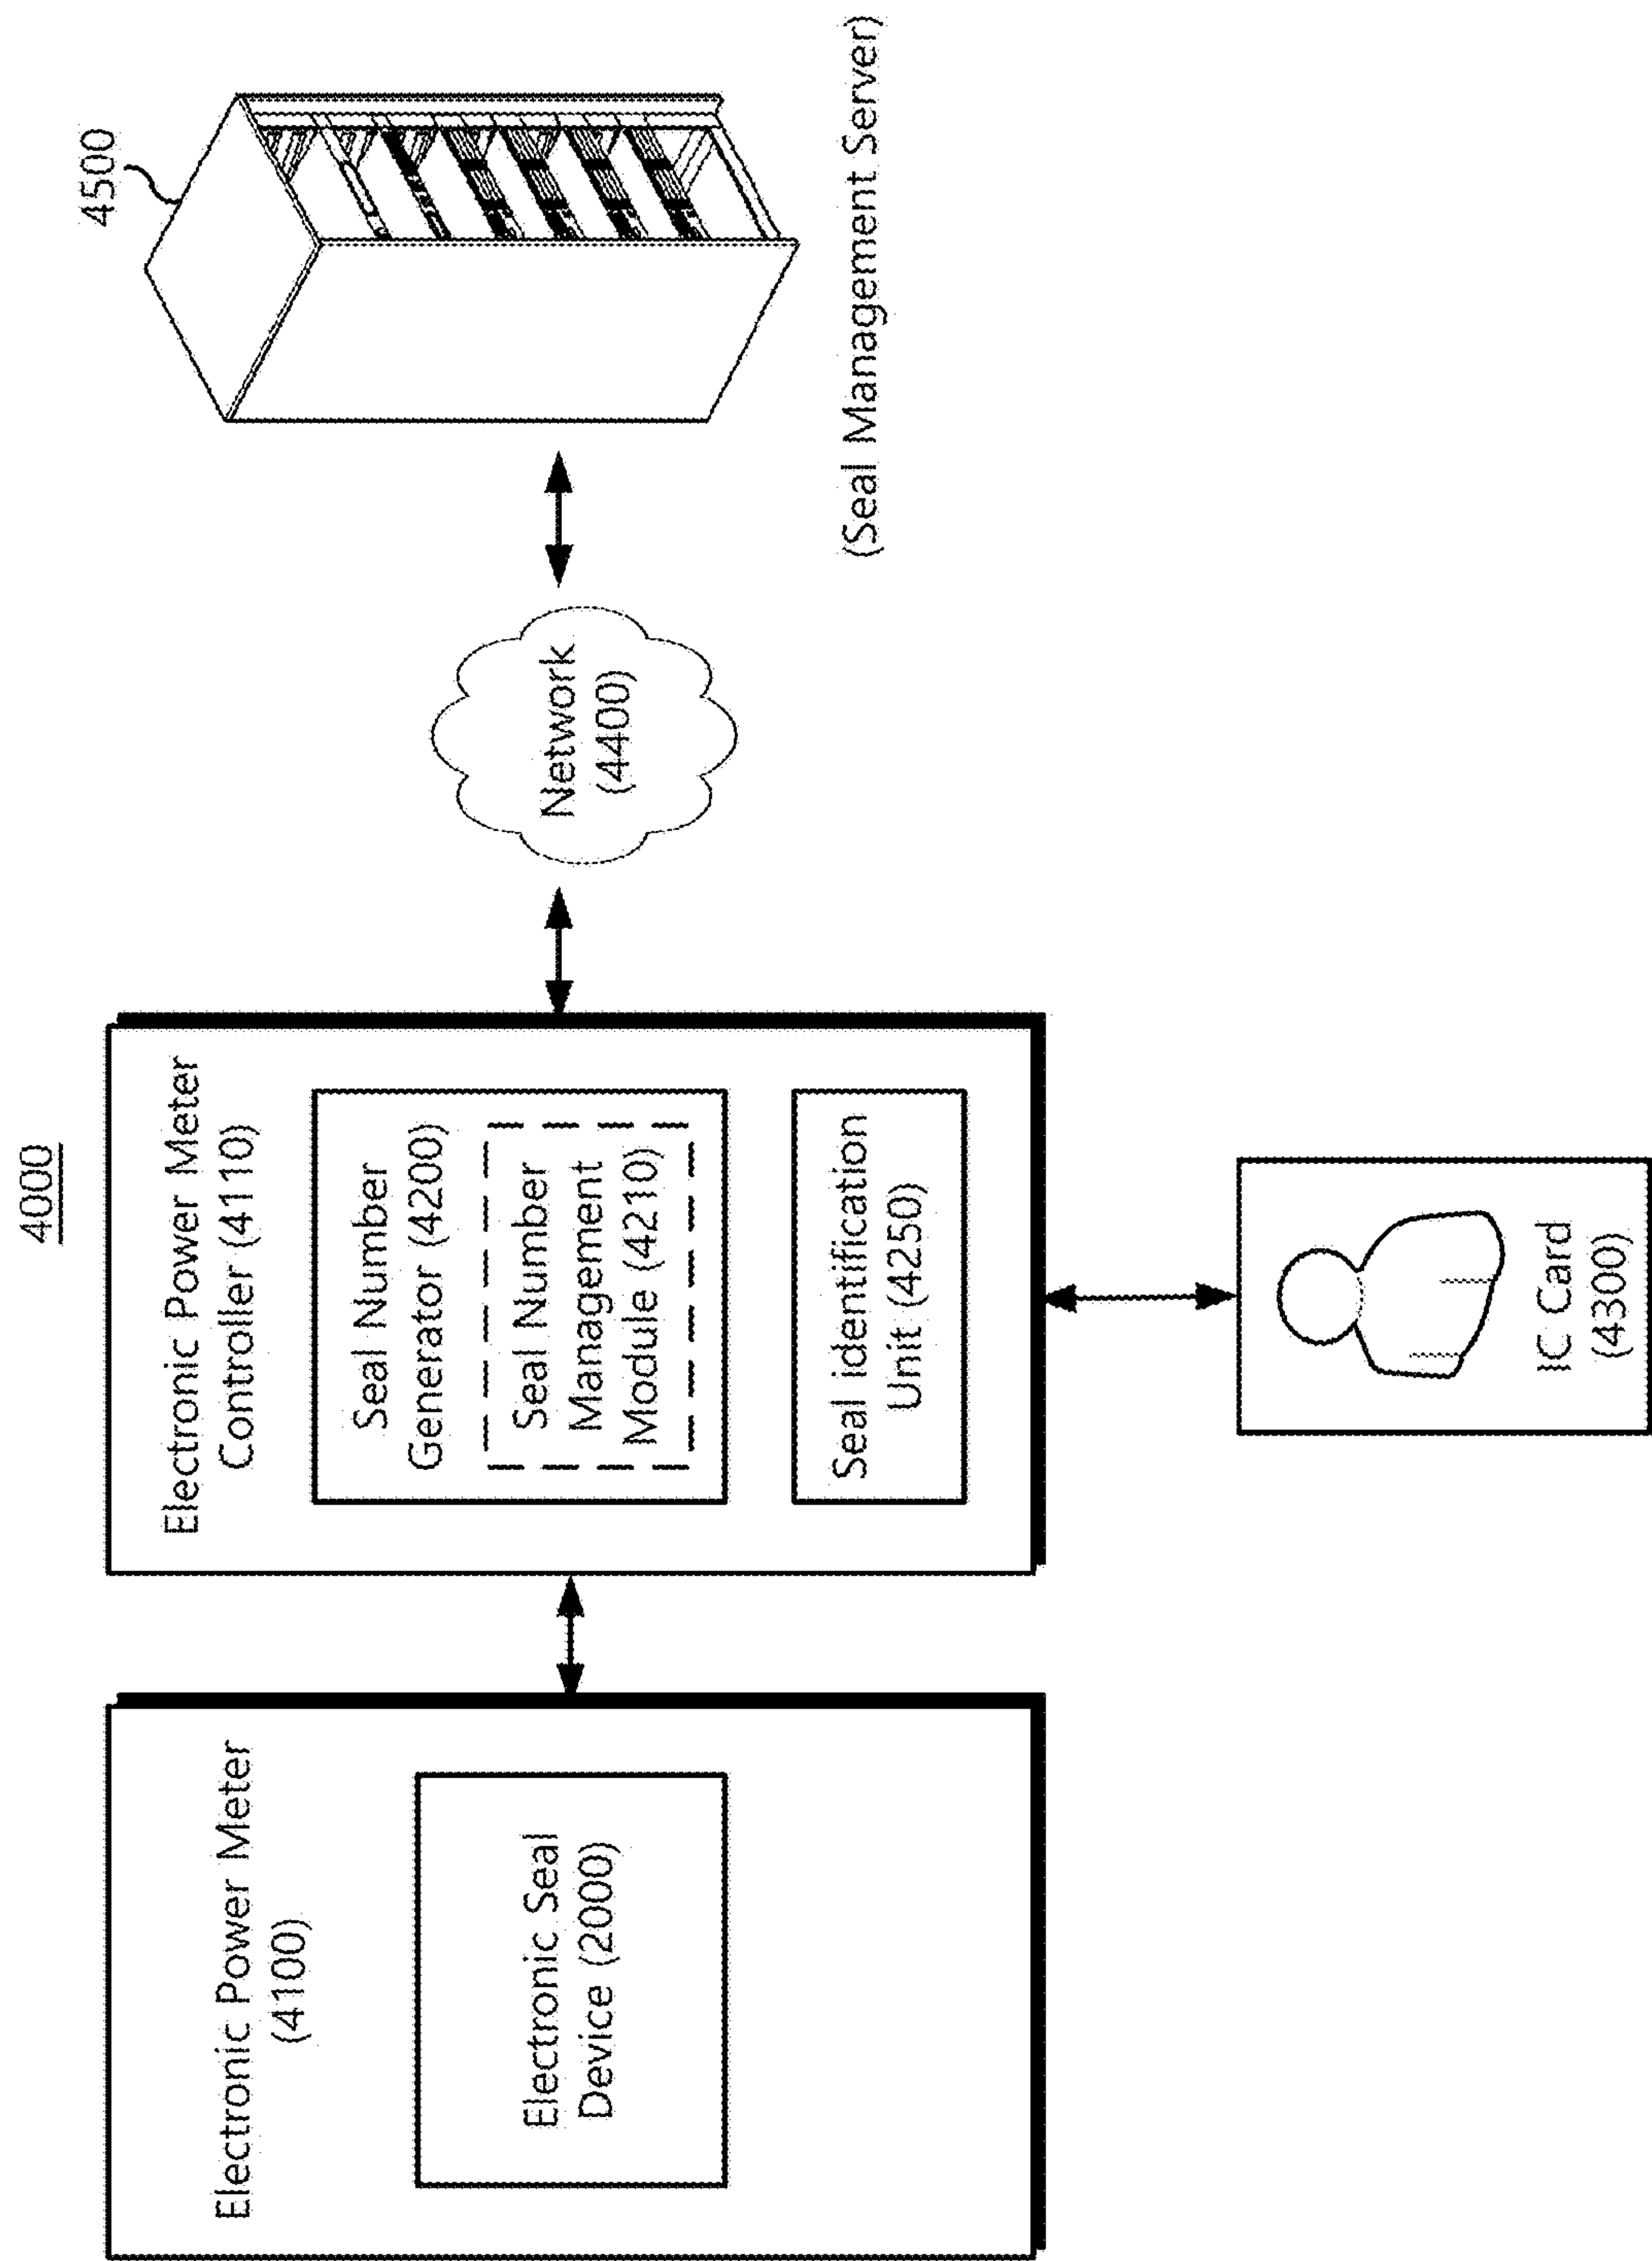 4000
Electronic Power Meter
(4100)
Electronic Seal
Device (2000)
Electronic Power Meter
Controller (4110)
Seal Number
Generator (4200)
Seal Number
Management
Module (4210)
Seal identification
Unit (4250)
IC Card
(4300)
Network
(4400)
4500
(Seal Management Server)